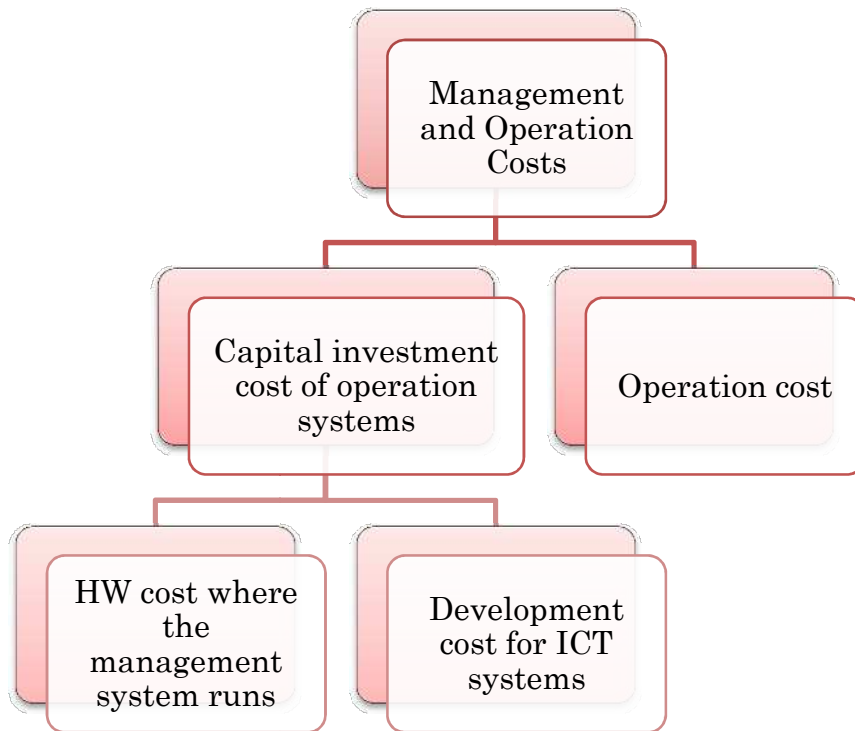 Management
and Operation
Costs
Capital investment
cost of operation
systems
Operation cost
HW cost where
the
management
system runs
Development
cost for ICT
systems